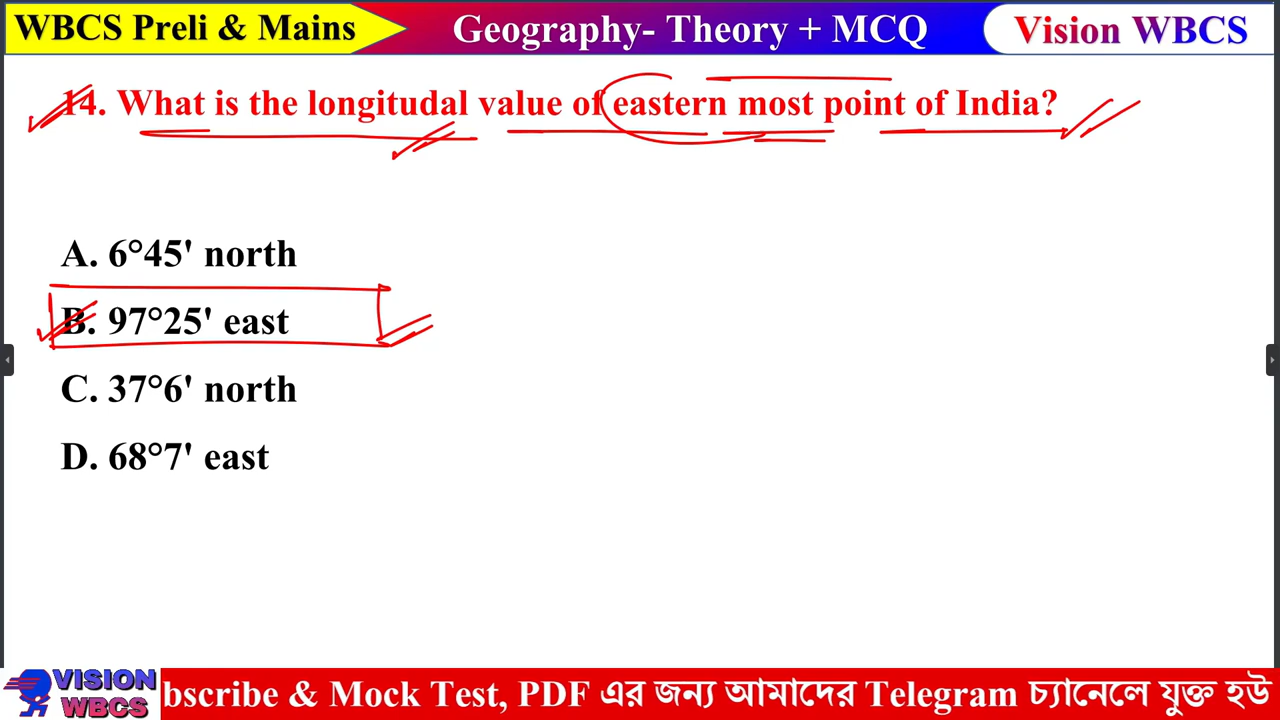 WBCS Preli & Mains
Geography- Theory + MCQ
Vision WBCS
14. What is the longitudal value of eastern most point of India?
A. 6°45' north
B. 97°25' east
C. 37°6' north
D. 68°7' east
VISION
WBCS
bscribe & Mock Test, PDF এর জন্য আমাদের Telegram চ্যানেলে যুক্ত হউ